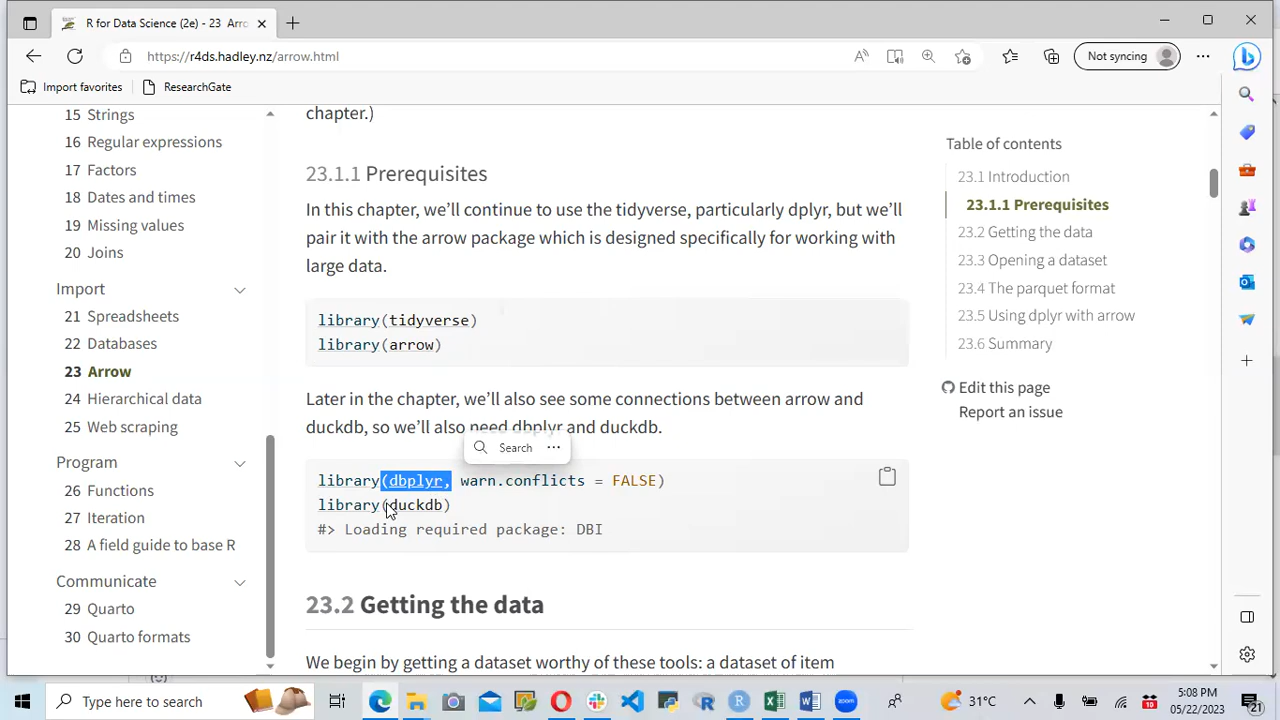 R for Data Science (2e) - 23 Arro
https://r4ds.hadley.nz/arrow.html
Not syncing
Import favorites
ResearchGate
15 Strings
16 Regular expressions
17 Factors
18 Dates and times
19 Missing values
20 Joins
Import
21 Spreadsheets
22 Databases
23 Arrow
24 Hierarchical data
25 Web scraping
Program
26 Functions
27 Iteration
28 A field guide to base R
Communicate
29 Quarto
30 Quarto formats
chapter.)
23.1.1 Prerequisites
In this chapter, we'll continue to use the tidyverse, particularly dplyr, but we'll
pair it with the arrow package which is designed specifically for working with
large data.
library(tidyverse)
library(arrow)
Later in the chapter, we'll also see some connections between arrow and
duckdb, so we'll also need dbplyr and duckdb.
Search
library(dbplyr, warn.conflicts = FALSE)
library(duckdb)
#> Loading required package: DBI
23.2 Getting the data
We begin by getting a dataset worthy of these tools: a dataset of item
Table of contents
23.1 Introduction
23.1.1 Prerequisites
23.2 Getting the data
23.3 Opening a dataset
23.4 The parquet format
23.5 Using dplyr with arrow
23.6 Summary
Edit this page
Report an issue
Type here to search
31°C
5:08 PM
05/22/2023
21